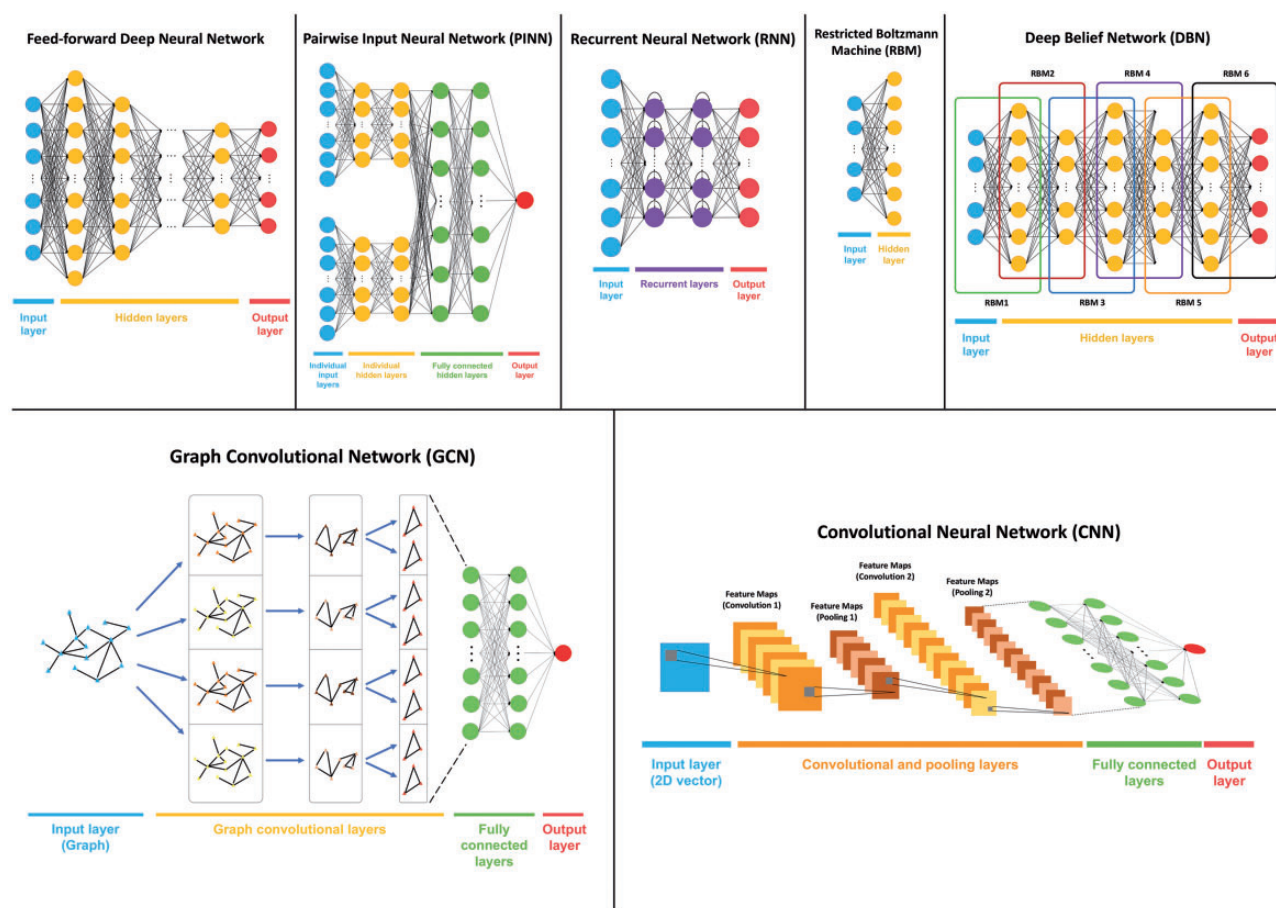 Feed-forward Deep Neural Network
Input
layer
Hidden layers
Output
layer
Pairwise Input Neural Network (PINN)
Individual
input
layers
Individual
hidden layers
Fully connected
hidden layers
Output
layer
Recurrent Neural Network (RNN)
Input
layer
Recurrent layers
Output
layer
Restricted Boltzmann
Machine (RBM)
Input
layer
Hidden
layer
Deep Belief Network (DBN)
RBM2
RBM 4
RBM 6
RBM1
RBM 3
RBM 5
Input
layer
Hidden layers
Output
layer
Graph Convolutional Network (GCN)
Input layer
(Graph)
Graph convolutional layers
Fully
connected
layers
Output
layer
Convolutional Neural Network (CNN)
Feature Maps
(Convolution 1)
Feature Maps
(Pooling 1)
Feature Maps
(Convolution 2)
Feature Maps
(Pooling 2)
Input layer
(2D vector)
Convolutional and pooling layers
Fully connected
layers
Output
layer